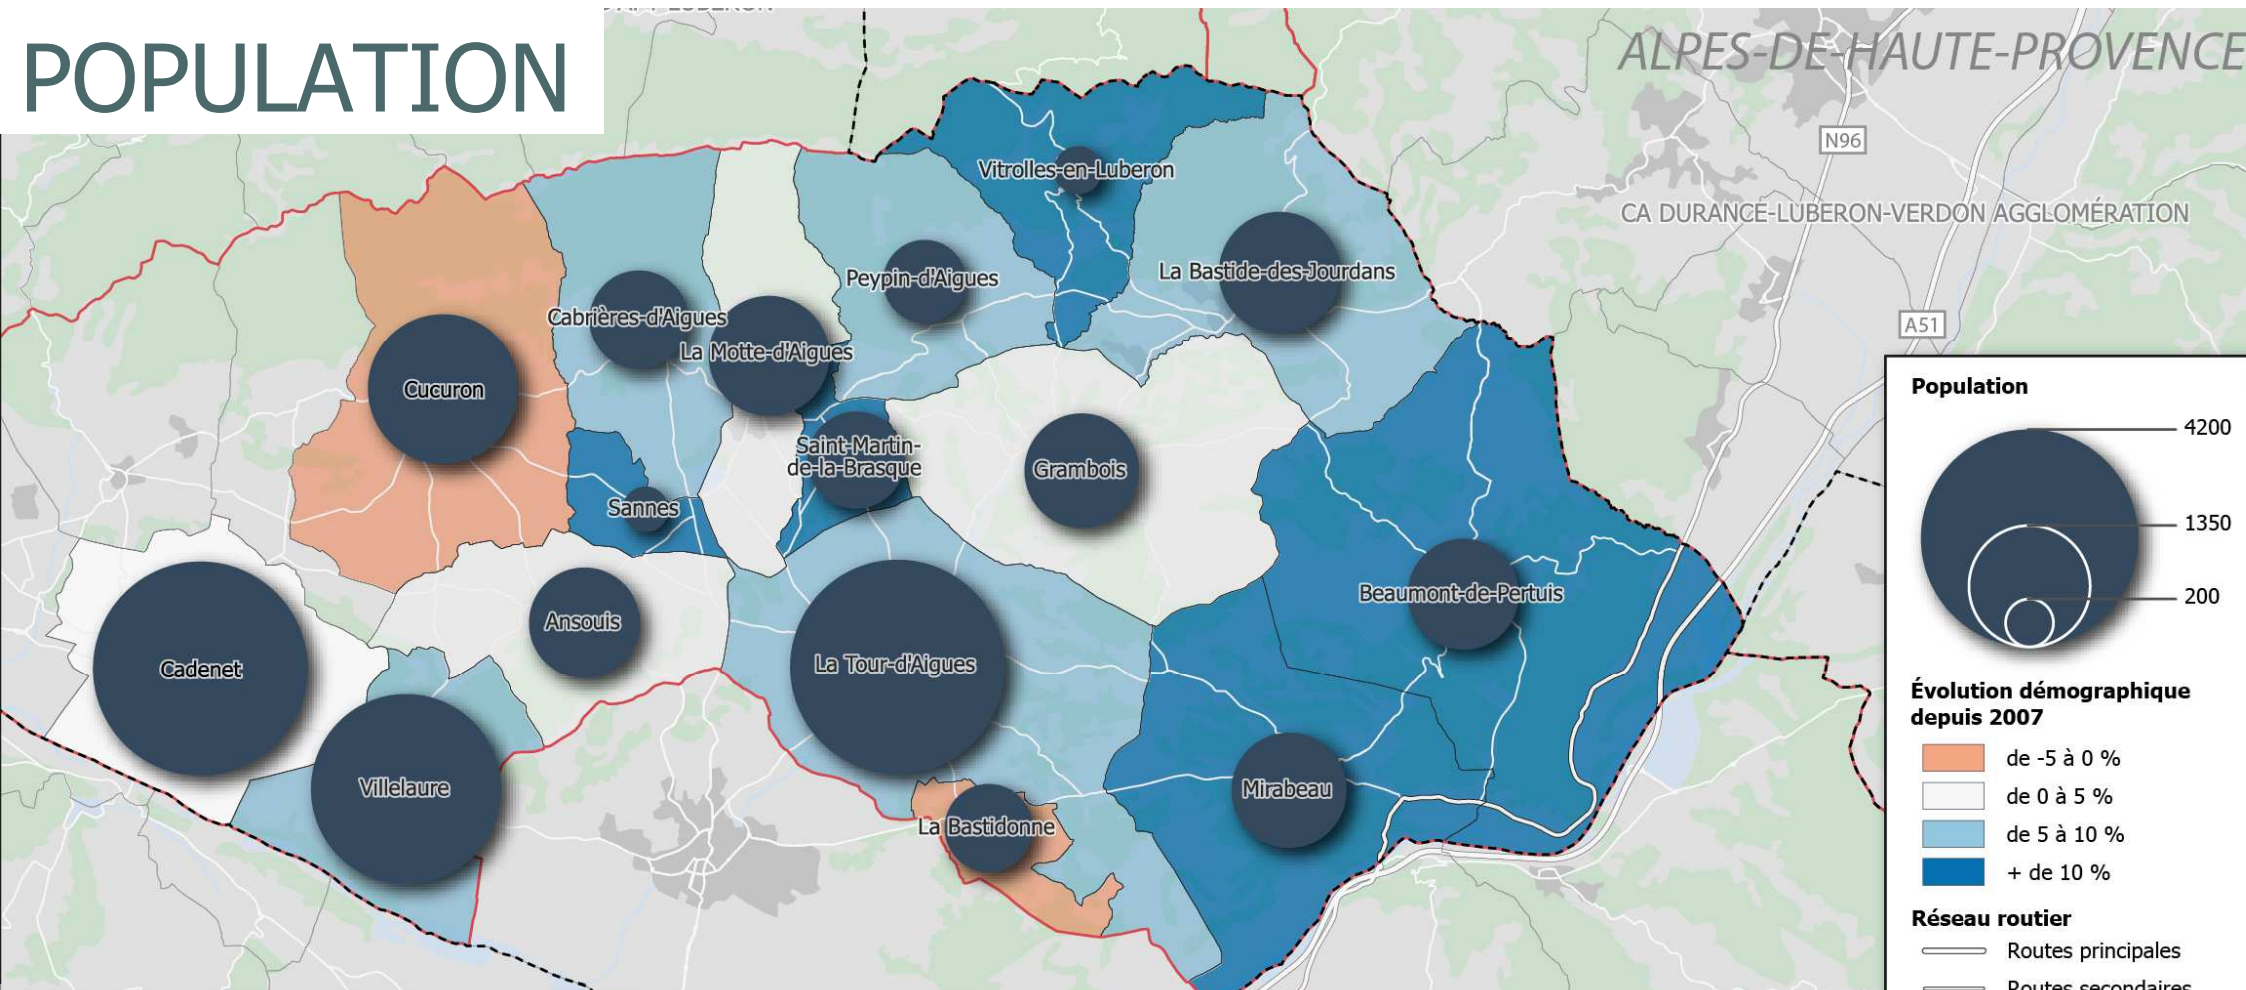 POPULATION
ALPES-DE-HAUTE-PROVENCE
N96
Vitrolles-en-Luberon
CA DURANCE-LUBERON-VERDON AGGLOMÉRATION
La Bastide-des-Jourdans
Peypin-d'Aigues
Cabrières-d'Aigues
A51
La Motte-d'Aigues
Cucuron
Saint-Martin-
de-la-Brasque
Grambois
Sannes
Beaumont-de-Pertuis
Ansouis
Cadenet
La Tour-d'Aigues
Villelaure
Mirabeau
La Bastidonne
Population
4200
1350
200
Évolution démographique
depuis 2007
de -5 à 0 %
de 0 à 5 %
de 5 à 10 %
+ de 10 %
Réseau routier
Routes principales
Routes secondaires